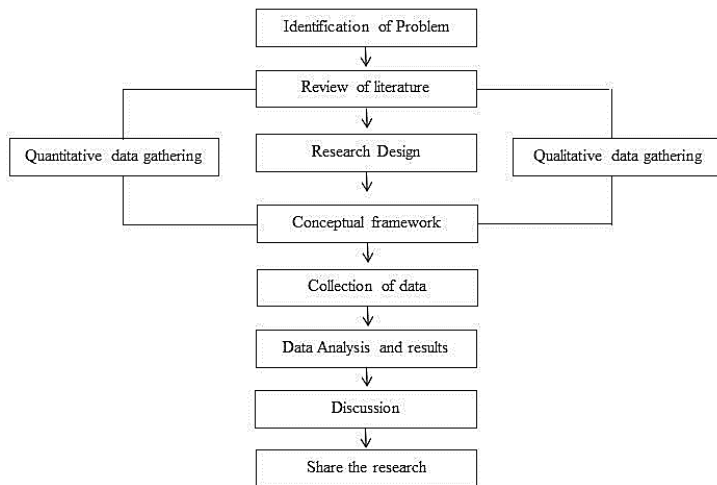 Identification of Problem
Review of literature
Quantitative data gathering
Research Design
Qualitative data gathering
Conceptual framework
Collection of data
Data Analysis and results
Discussion
Share the research